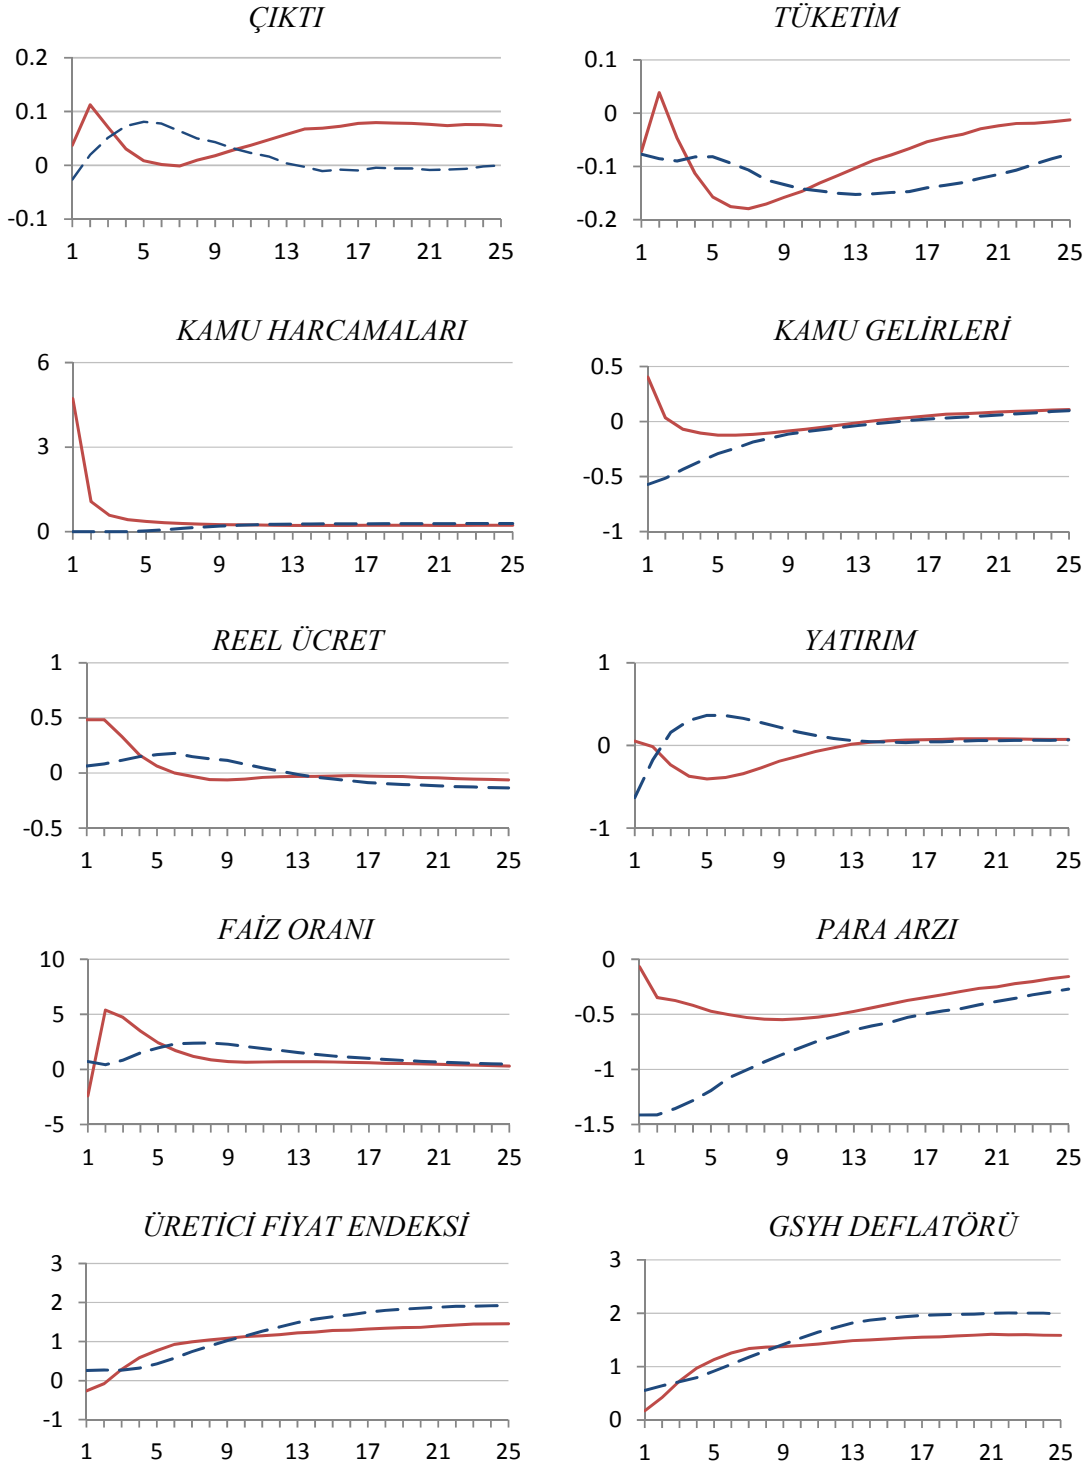 ÇIKTI
0.2
0.1
0
-0.1
1 5 9 13 17 21 25
TÜKETİM
0.1
0
-0.1
-0.2
1 5 9 13 17 21 25
KAMU HARCAMALARI
6
3
0
1 5 9 13 17 21 25
KAMU GELİRLERİ
0.5
0
-0.5
-1
1 5 9 13 17 21 25
REEL ÜCRET
1
0.5
0
-0.5
1 5 9 13 17 21 25
YATIRIM
1
0
-1
1 5 9 13 17 21 25
FAİZ ORANI
10
5
0
-5
1 5 9 13 17 21 25
PARA ARZI
0
-0.5
-1
-1.5
1 5 9 13 17 21 25
ÜRETİCİ FİYAT ENDEKSİ
3
2
1
0
-1
1 5 9 13 17 21 25
GSYH DEFLATÖRÜ
3
2
1
0
1 5 9 13 17 21 25